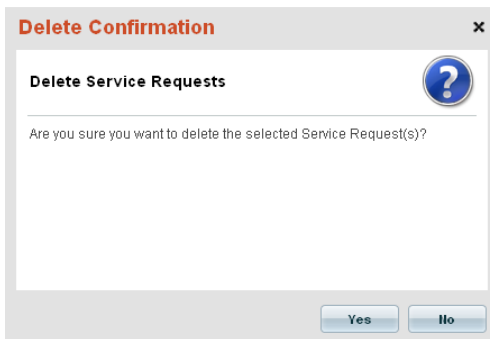 Delete Confirmation
Delete Service Requests
Are you sure you want to delete the selected Service Request(s)?
Yes
No